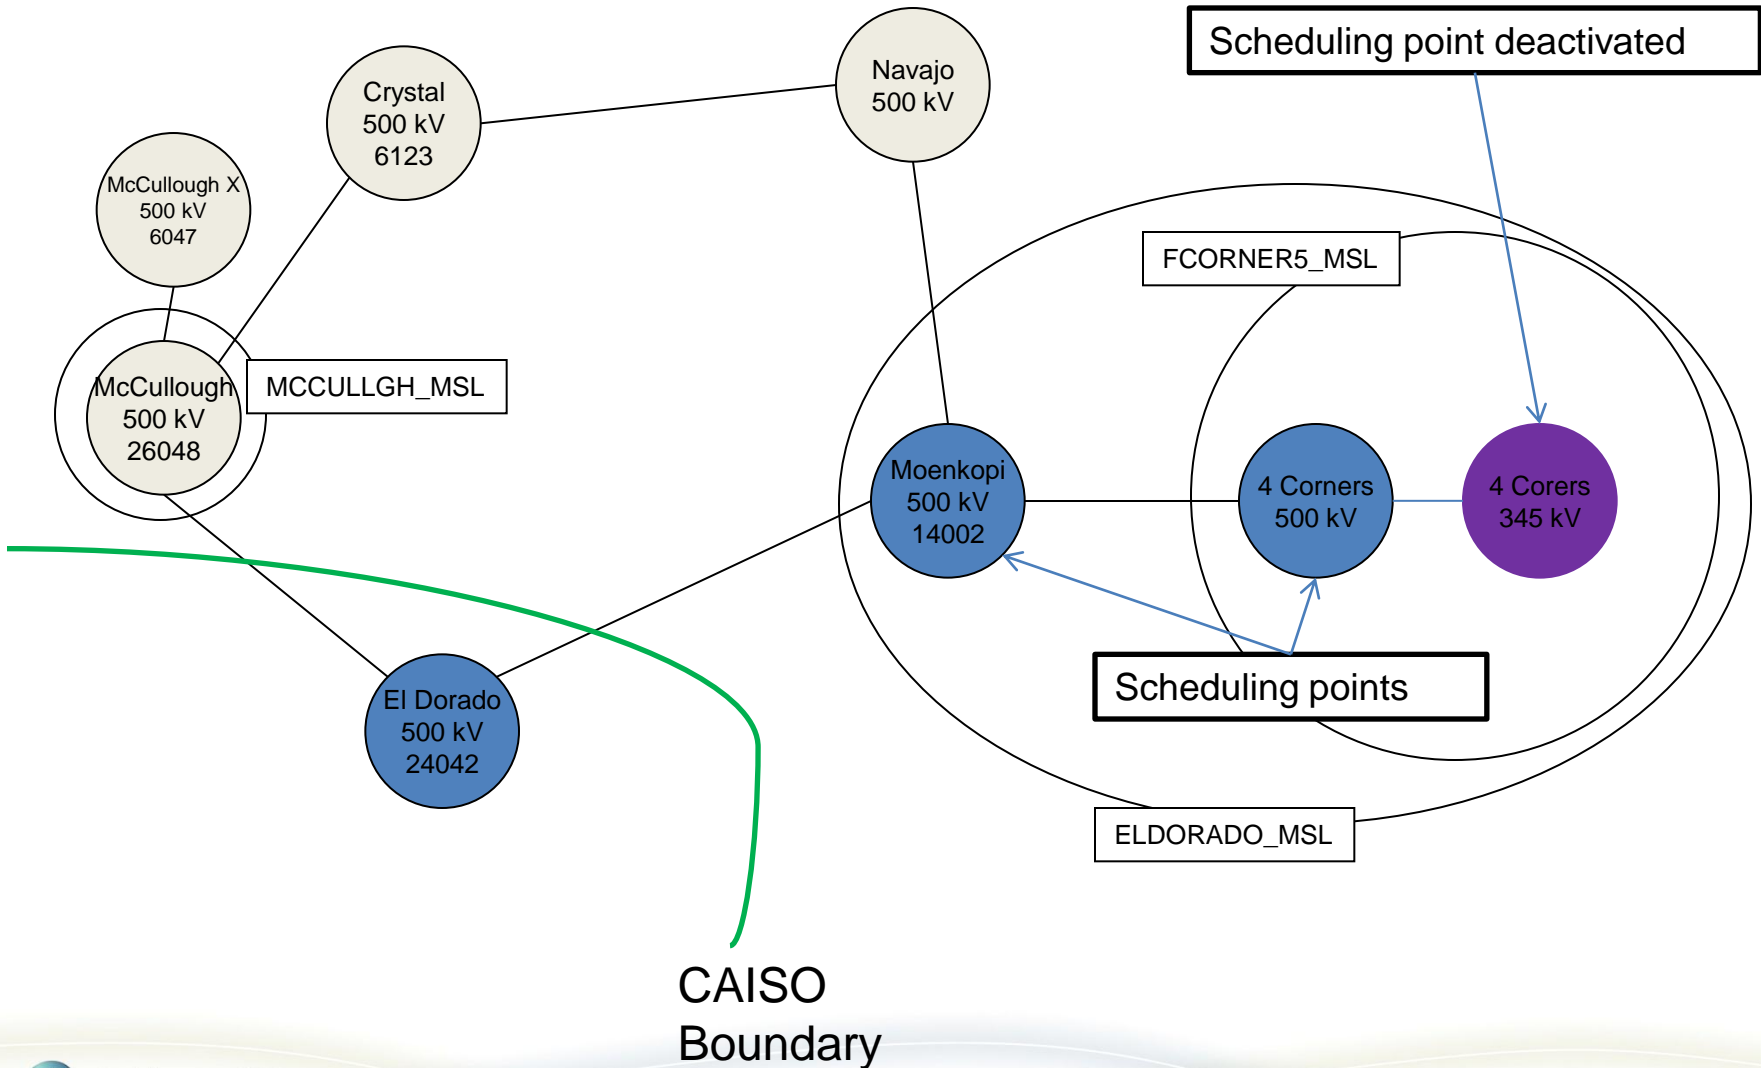 Scheduling point deactivated
Navajo
500 kV
Crystal
500 kV
6123
McCullough X
500 kV
6047
FCORNER5_MSL
McCullough
500 kV
26048
MCCULLGH_MSL
Moenkopi
500 kV
14002
4 Corners
500 kV
4 Corers
345 kV
Scheduling points
El Dorado
500 kV
24042
ELDORADO_MSL
CAISO
Boundary